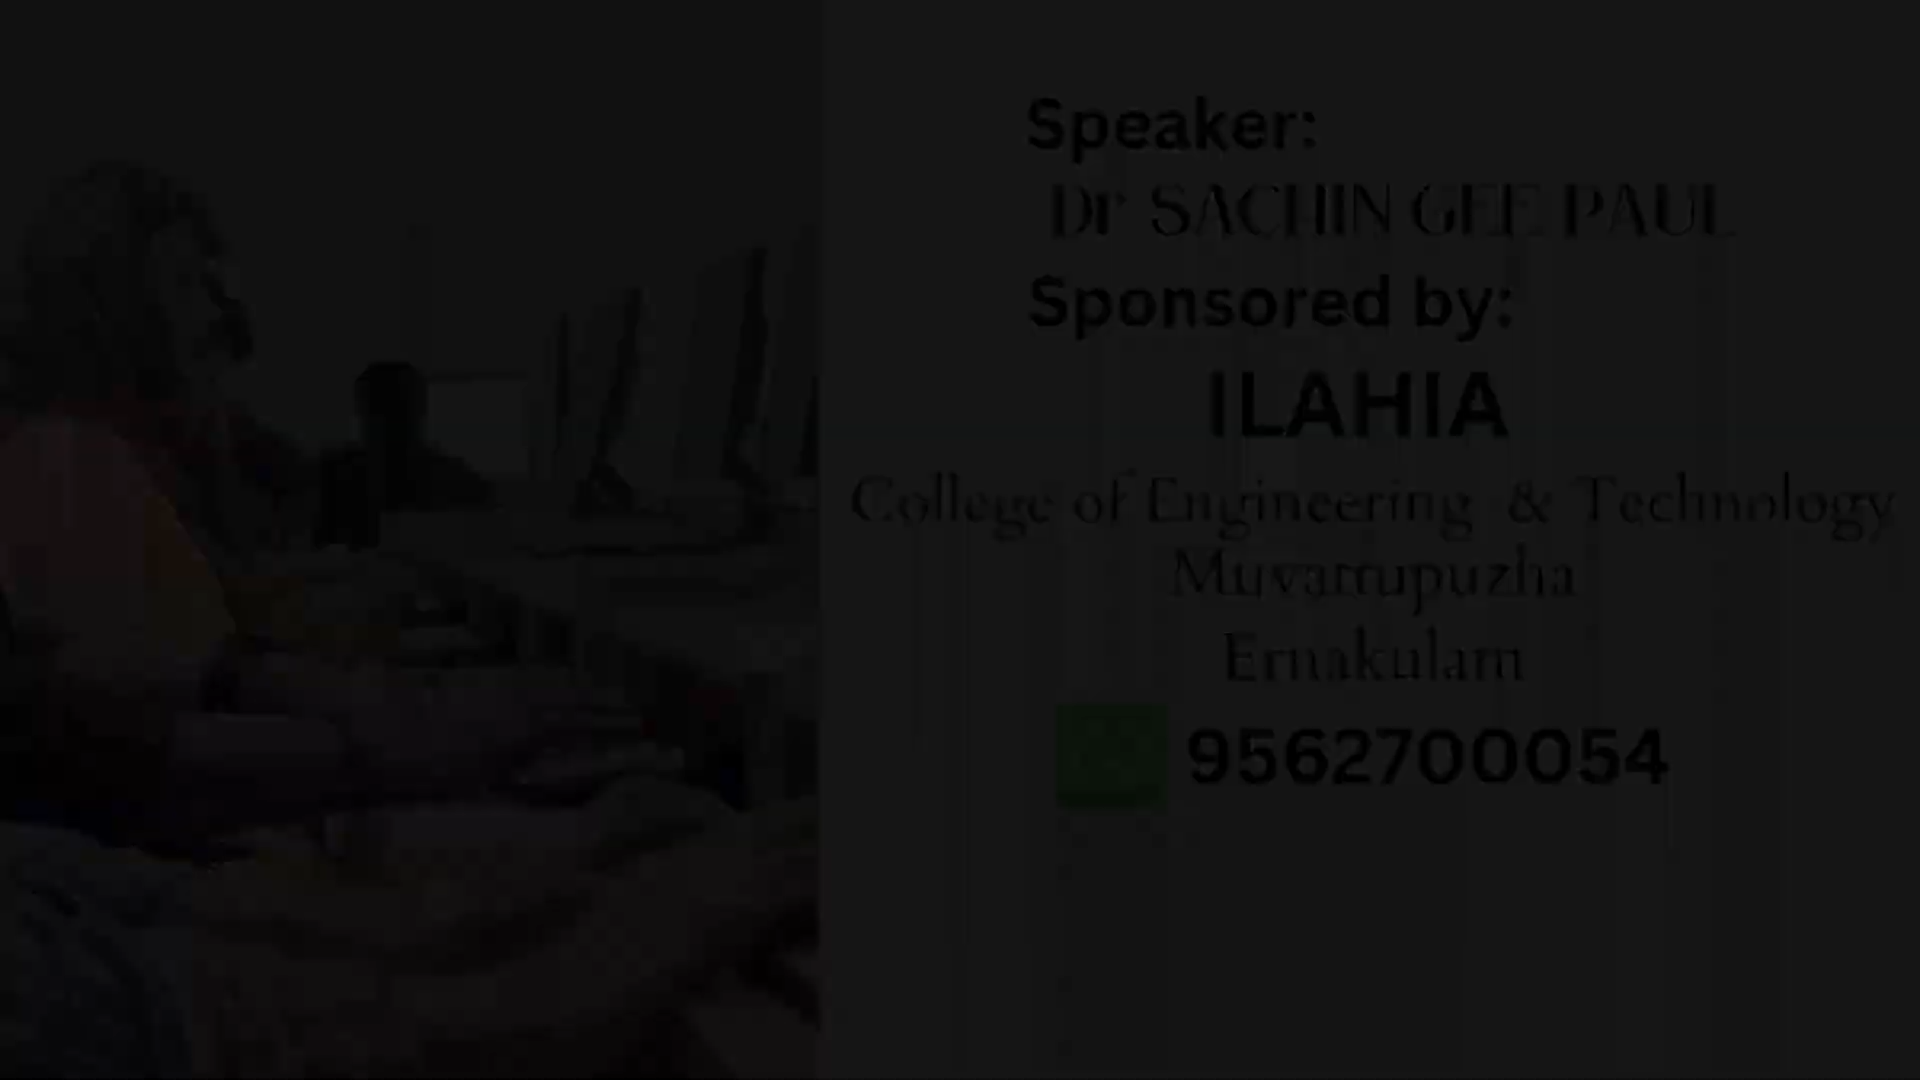 Speaker:
Dr SACHIN GEE PAUL
Sponsored by:
ILAHIA
College of Engineering & Technology
Muvattupuzha
Ernakulam
9562700054